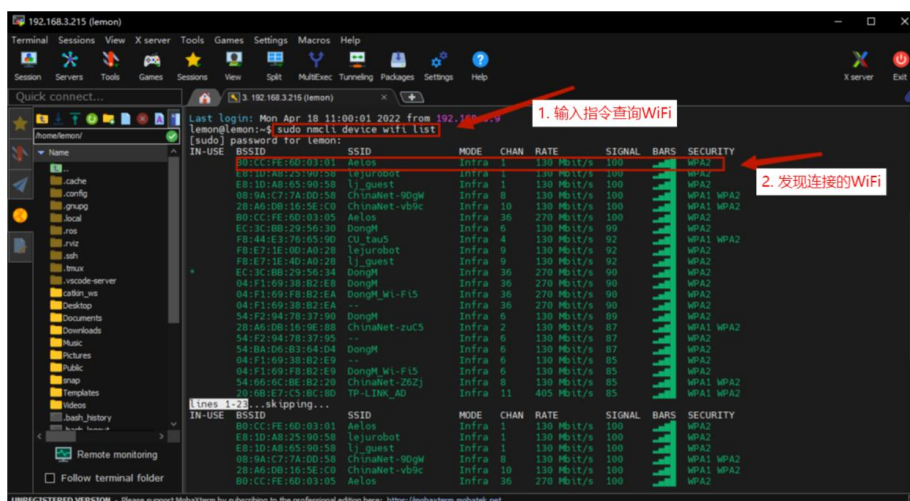 192.168.3.215 (lemon)
Terminal Sessions View X server Tools Games Settings Macros Help
Session Servers Tools Games Sessions View Split MultiExec Tunneling Packages Settings Help X server Exit
Quick connect...
3. 192.168.3.215 (lemon)
/home/lemon/
Name
..
.cache
.config
.gnupg
.local
.ros
.rviz
.ssh
.tmux
.vscode-server
catkin_ws
Desktop
Documents
Downloads
Music
Pictures
Public
snap
Templates
Videos
.bash_history
Remote monitoring
Follow terminal folder
1. 输入指令查询WiFi
2. 发现连接的WiFi
Last login: Mon Apr 18 11:00:01 2022 from
lemon@lemon:~$ sudo nmcli device wifi list
[sudo] password for lemon:
IN-USE BSSID SSID MODE CHAN RATE SIGNAL BARS SECURITY
B0:CC:FE:6D:03:01 Aelos Infra 1 130 Mbit/s 100 WPA2
E8:1D:A8:25:90:58 lejurobot Infra 1 130 Mbit/s 100 WPA2
E8:1D:A8:65:90:58 lj_guest Infra 1 130 Mbit/s 100 WPA2
08:9A:C7:7A:DD:58 ChinaNet-9DgW Infra 8 130 Mbit/s 100 WPA1 WPA2
28:A6:DB:16:5E:C0 ChinaNet-vb9c Infra 10 130 Mbit/s 100 WPA1 WPA2
B0:CC:FE:6D:03:05 Aelos Infra 36 270 Mbit/s 100 WPA2
EC:3C:BB:29:56:30 DongM Infra 6 130 Mbit/s 99 WPA2
F8:44:E3:76:65:9D CU_tau5 Infra 4 130 Mbit/s 92 WPA1 WPA2
F8:E7:1E:0D:A0:28 lejurobot Infra 9 130 Mbit/s 92 WPA2
F8:E7:1E:4D:A0:28 lj_guest Infra 9 130 Mbit/s 92 WPA2
* EC:3C:BB:29:56:34 DongM Infra 36 270 Mbit/s 90 WPA2
04:F1:69:38:B2:E8 DongM Infra 36 270 Mbit/s 90 WPA2
04:F1:69:F8:B2:EA DongM_Wi-Fi5 Infra 36 270 Mbit/s 90 WPA2
04:F1:69:38:B2:EA -- Infra 36 270 Mbit/s 90 WPA2
54:F2:94:78:37:90 DongM Infra 6 130 Mbit/s 89 WPA2
28:A6:DB:16:9E:88 ChinaNet-zuC5 Infra 2 130 Mbit/s 87 WPA1 WPA2
54:F2:94:78:37:95 -- Infra 6 130 Mbit/s 87 WPA2
54:BA:D6:B3:64:D4 DongM Infra 6 130 Mbit/s 87 WPA2
04:F1:69:38:B2:E9 -- Infra 6 130 Mbit/s 85 WPA2
04:F1:69:F8:B2:E9 DongM_Wi-Fi5 Infra 6 130 Mbit/s 85 WPA2
54:66:6C:BE:B2:20 ChinaNet-Z6Zj Infra 8 130 Mbit/s 85 WPA1 WPA2
20:6B:E7:C5:BC:8D TP-LINK_AD Infra 11 405 Mbit/s 85 WPA1 WPA2
lines 1-23...skipping...
IN-USE BSSID SSID MODE CHAN RATE SIGNAL BARS SECURITY
B0:CC:FE:6D:03:01 Aelos Infra 1 130 Mbit/s 100 WPA2
E8:1D:A8:25:90:58 lejurobot Infra 1 130 Mbit/s 100 WPA2
E8:1D:A8:65:90:58 lj_guest Infra 1 130 Mbit/s 100 WPA2
08:9A:C7:7A:DD:58 ChinaNet-9DgW Infra 8 130 Mbit/s 100 WPA1 WPA2
28:A6:DB:16:5E:C0 ChinaNet-vb9c Infra 10 130 Mbit/s 100 WPA1 WPA2
B0:CC:FE:6D:03:05 Aelos Infra 36 270 Mbit/s 100 WPA2
UNREGISTERED VERSION - Please support MobaXterm by subscribing to the professional edition here: https://mobaxterm.mobatek.net